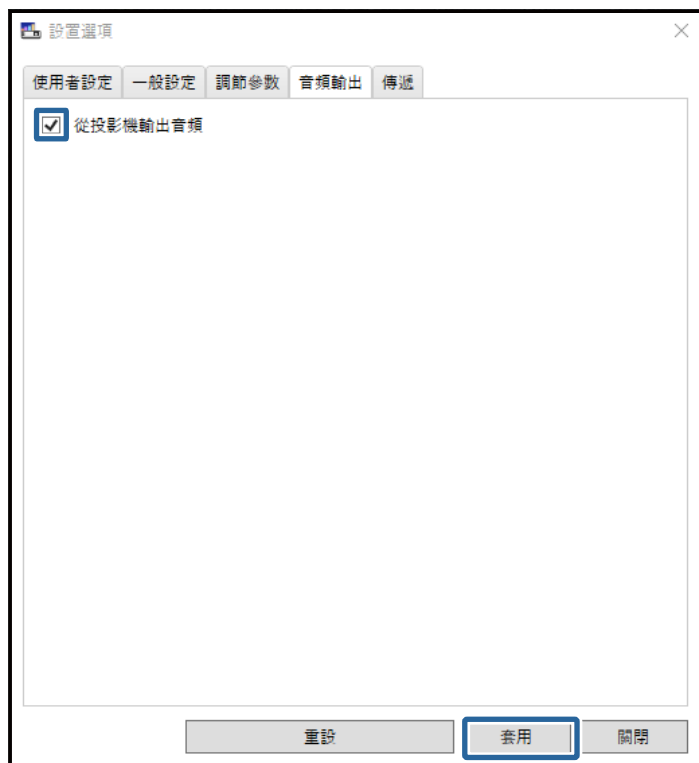 設置選項
使用者設定 一般設定 調節參數 音頻輸出 傳遞
從投影機輸出音頻
重設 套用 關閉